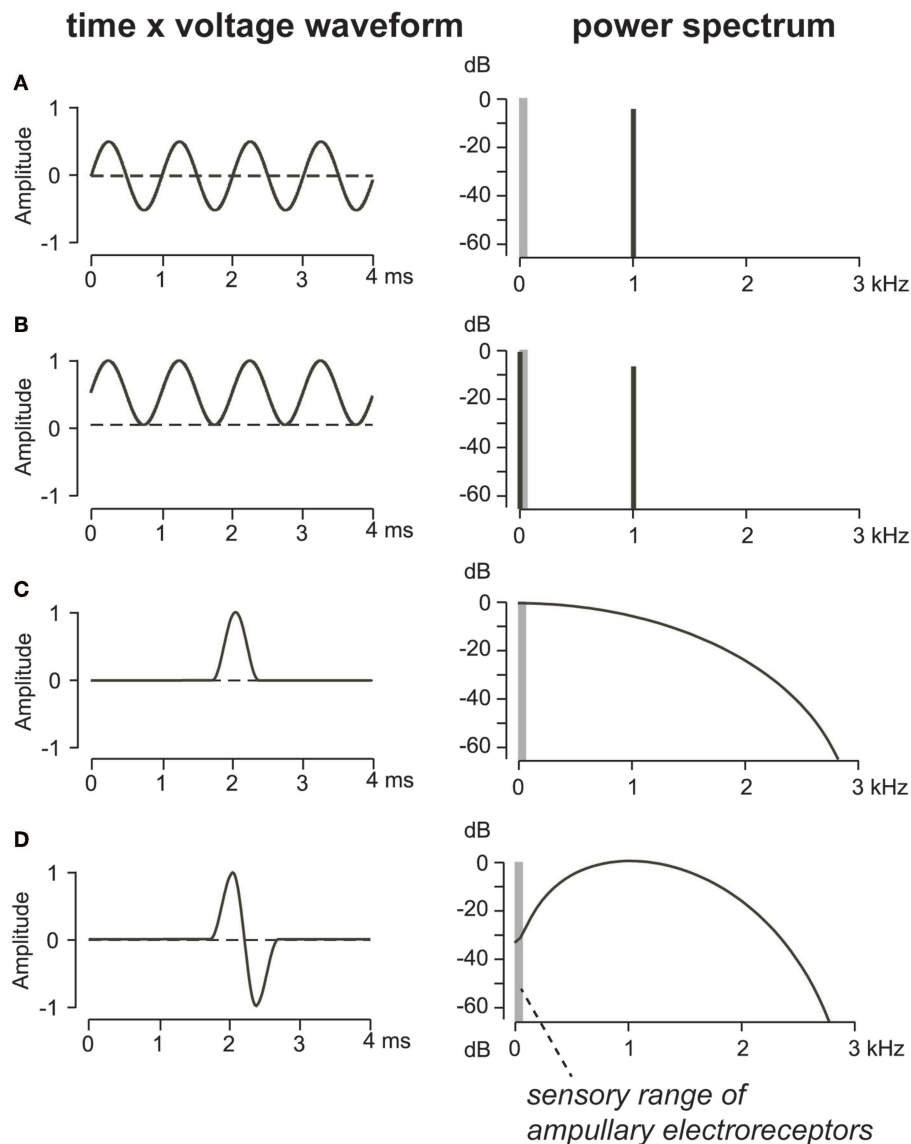 time x voltage waveform
power spectrum
A
Amplitude
1
0
-1
0 1 2 3 4 ms
dB
0
-20
-40
-60
0 1 2 3 kHz
B
Amplitude
1
0
-1
0 1 2 3 4 ms
dB
0
-20
-40
-60
0 1 2 3 kHz
C
Amplitude
1
0
-1
0 1 2 3 4 ms
dB
0
-20
-40
-60
0 1 2 3 kHz
D
Amplitude
1
0
-1
0 1 2 3 4 ms
dB
0
-20
-40
-60
dB
0 1 2 3 kHz
sensory range of
ampullary electroreceptors